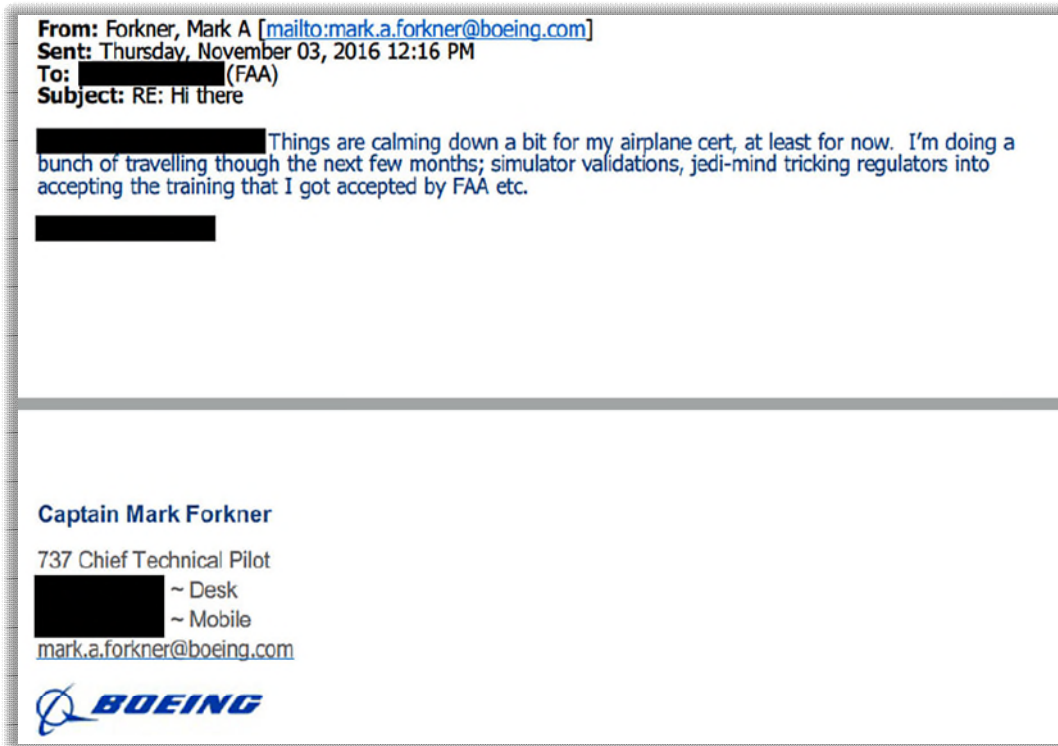 From: Forkner, Mark A [mailto:mark.a.forkner@boeing.com]
Sent: Thursday, November 03, 2016 12:16 PM
To: (FAA)
Subject: RE: Hi there
Things are calming down a bit for my airplane cert, at least for now.  I'm doing a
bunch of travelling though the next few months; simulator validations, jedi-mind tricking regulators into
accepting the training that I got accepted by FAA etc.
Captain Mark Forkner
737 Chief Technical Pilot
~ Desk
~ Mobile
mark.a.forkner@boeing.com
BOEING